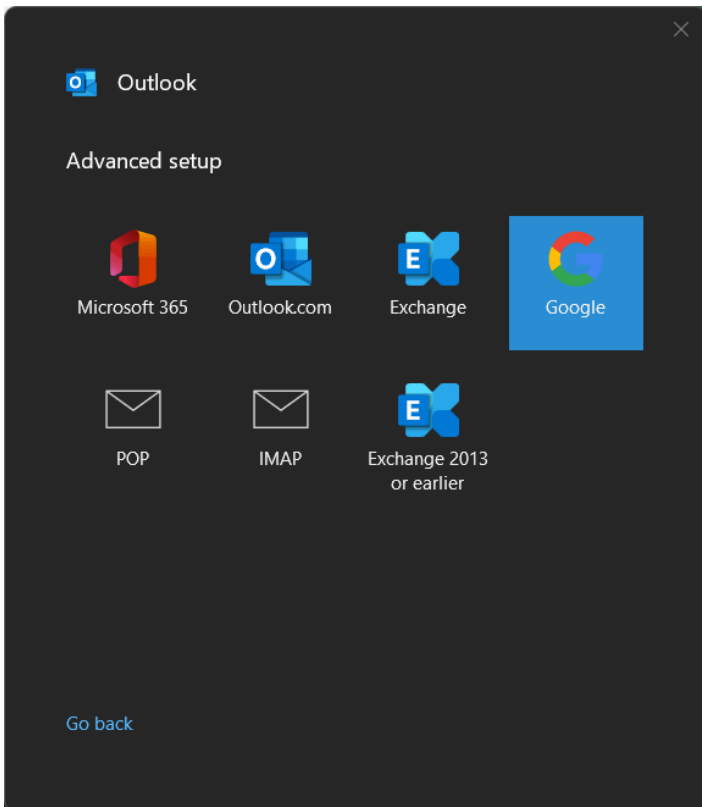 Outlook
Advanced setup
Microsoft 365
Outlook.com
Exchange
Google
POP
IMAP
Exchange 2013
or earlier
Go back